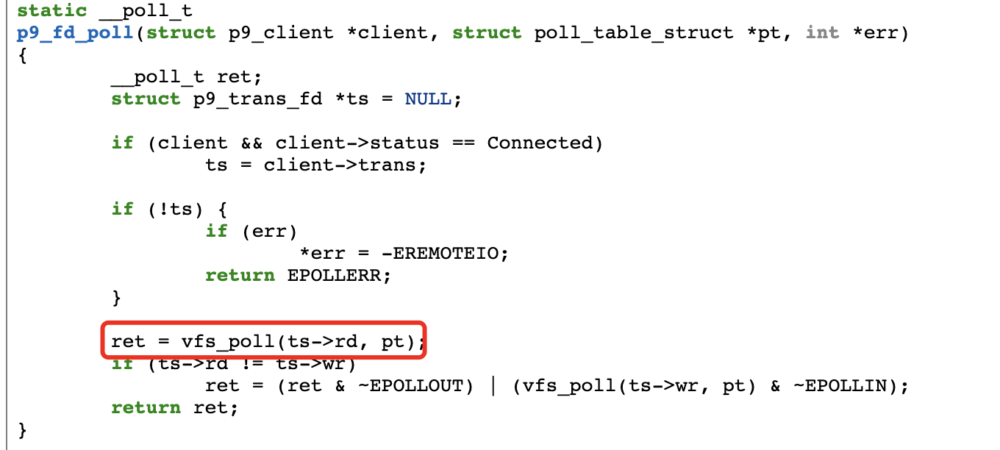 static __poll_t
p9_fd_poll(struct p9_client *client, struct poll_table_struct *pt, int *err)
{
        __poll_t ret;
        struct p9_trans_fd *ts = NULL;

        if (client && client->status == Connected)
                ts = client->trans;

        if (!ts) {
                if (err)
                        *err = -EREMOTEIO;
                return EPOLLERR;
        }

        ret = vfs_poll(ts->rd, pt);
        if (ts->rd != ts->wr)
                ret = (ret & ~EPOLLOUT) | (vfs_poll(ts->wr, pt) & ~EPOLLIN);
        return ret;
}